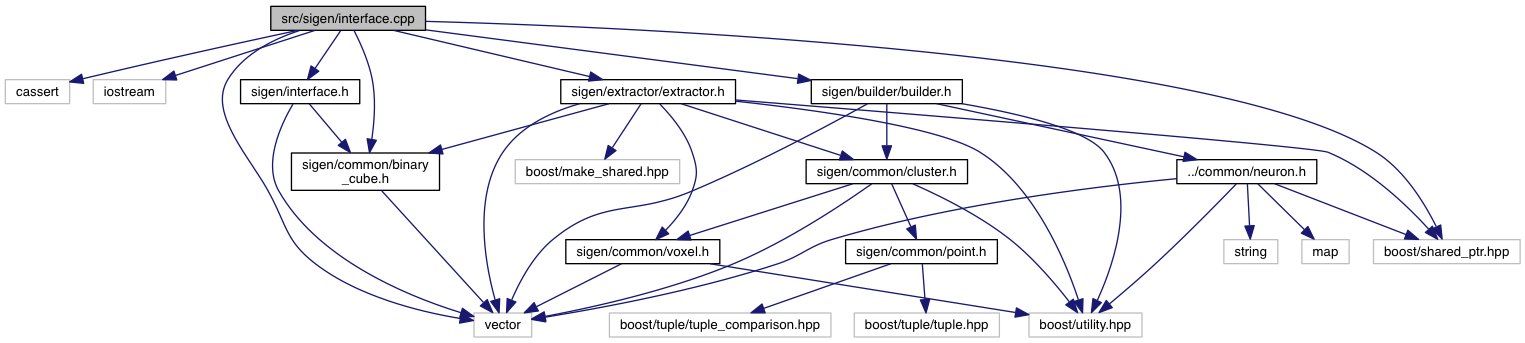 src/sigen/interface.cpp
cassert
iostream
sigen/interface.h
sigen/extractor/extractor.h
sigen/builder/builder.h
sigen/common/binary
_cube.h
boost/make_shared.hpp
sigen/common/cluster.h
../common/neuron.h
sigen/common/voxel.h
sigen/common/point.h
string
map
boost/shared_ptr.hpp
vector
boost/tuple/tuple_comparison.hpp
boost/tuple/tuple.hpp
boost/utility.hpp